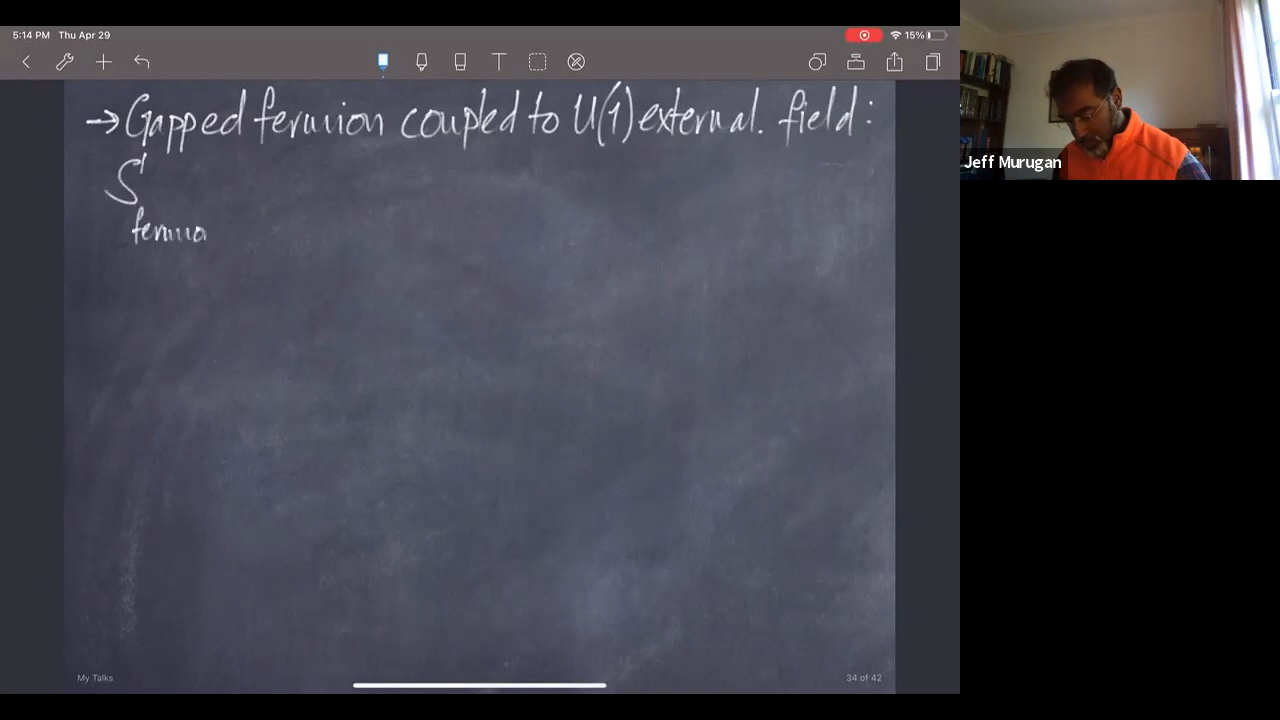 5:14 PM Thu Apr 29
15%
→ Gapped fermion coupled to U(1) external. field:
S
fermio
Jeff Murugan
My Talks
34 of 42